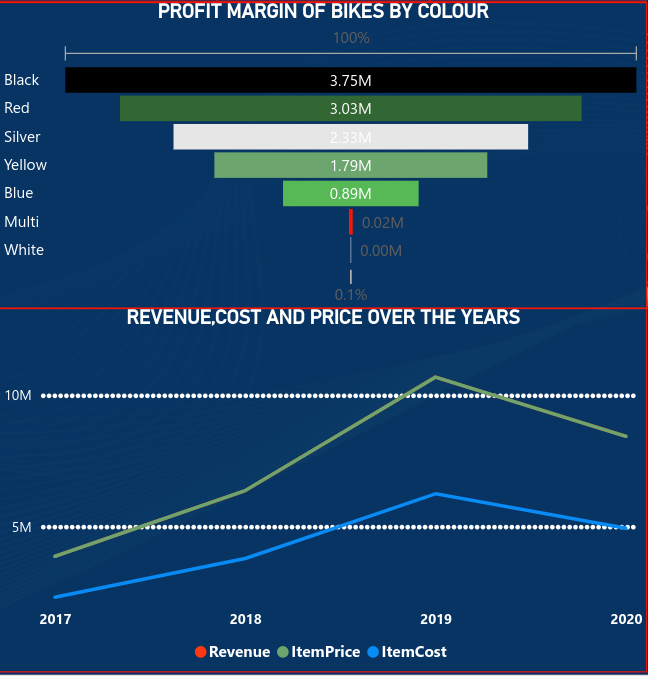 PROFIT MARGIN OF BIKES BY COLOUR
100%
Black 3.75M
Red 3.03M
Silver 2.33M
Yellow 1.79M
Blue 0.89M
Multi 0.02M
White 0.00M
0.1%
REVENUE,COST AND PRICE OVER THE YEARS
10M
5M
2017 2018 2019 2020
Revenue ItemPrice ItemCost